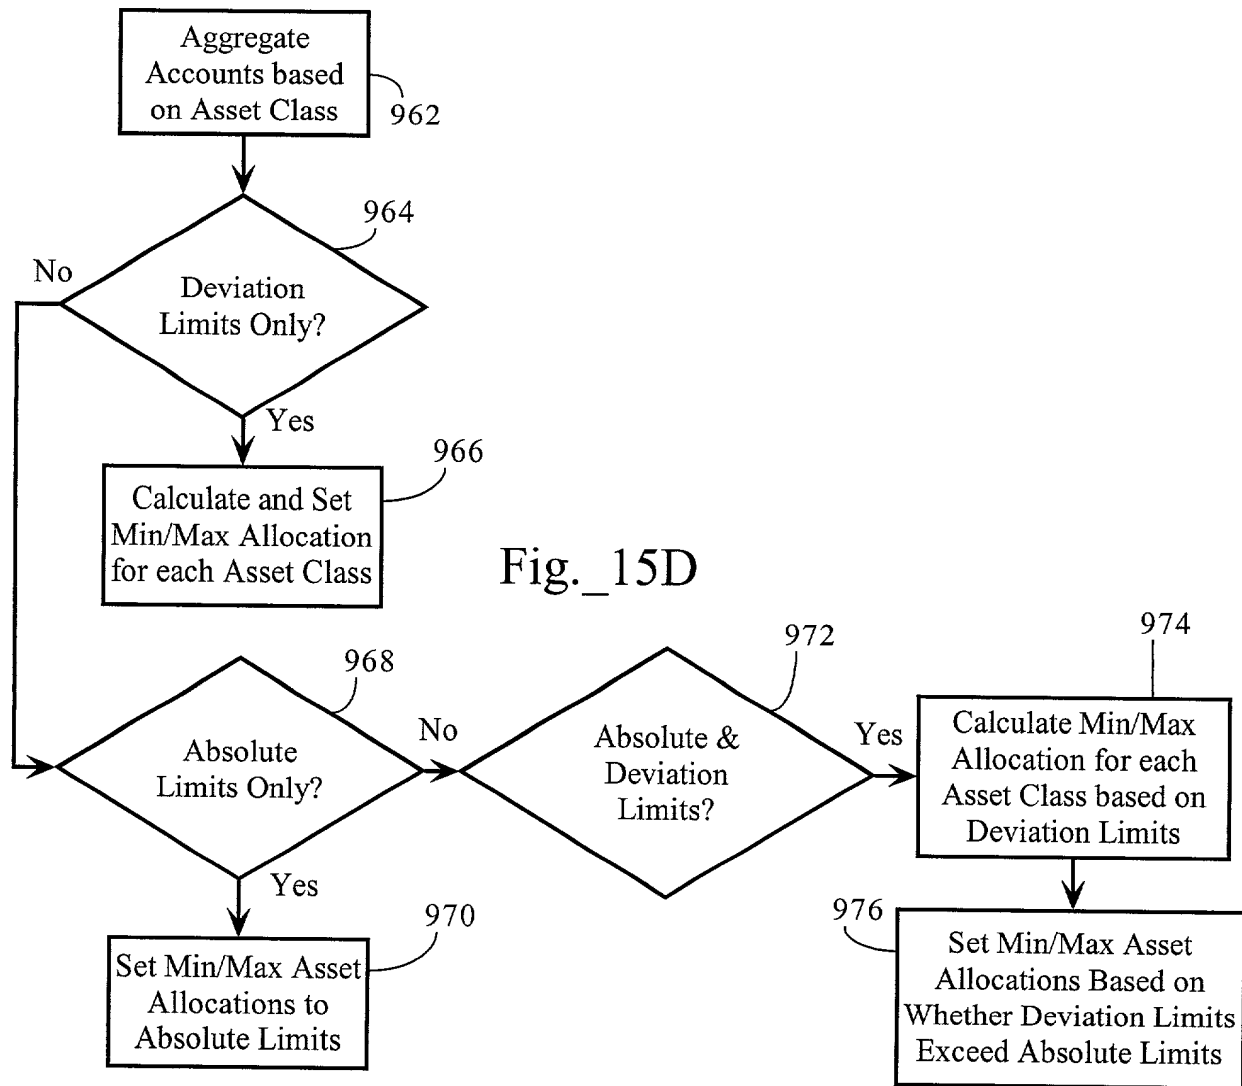 Aggregate
Accounts based
on Asset Class
962
964
No
Deviation
Limits Only?
Yes
966
Calculate and Set
Min/Max Allocation
for each Asset Class
Fig._15D
968
Absolute
Limits Only?
No
Yes
970
Set Min/Max Asset
Allocations to
Absolute Limits
972
Absolute &
Deviation
Limits?
Yes
974
Calculate Min/Max
Allocation for each
Asset Class based on
Deviation Limits
976
Set Min/Max Asset
Allocations Based on
Whether Deviation Limits
Exceed Absolute Limits